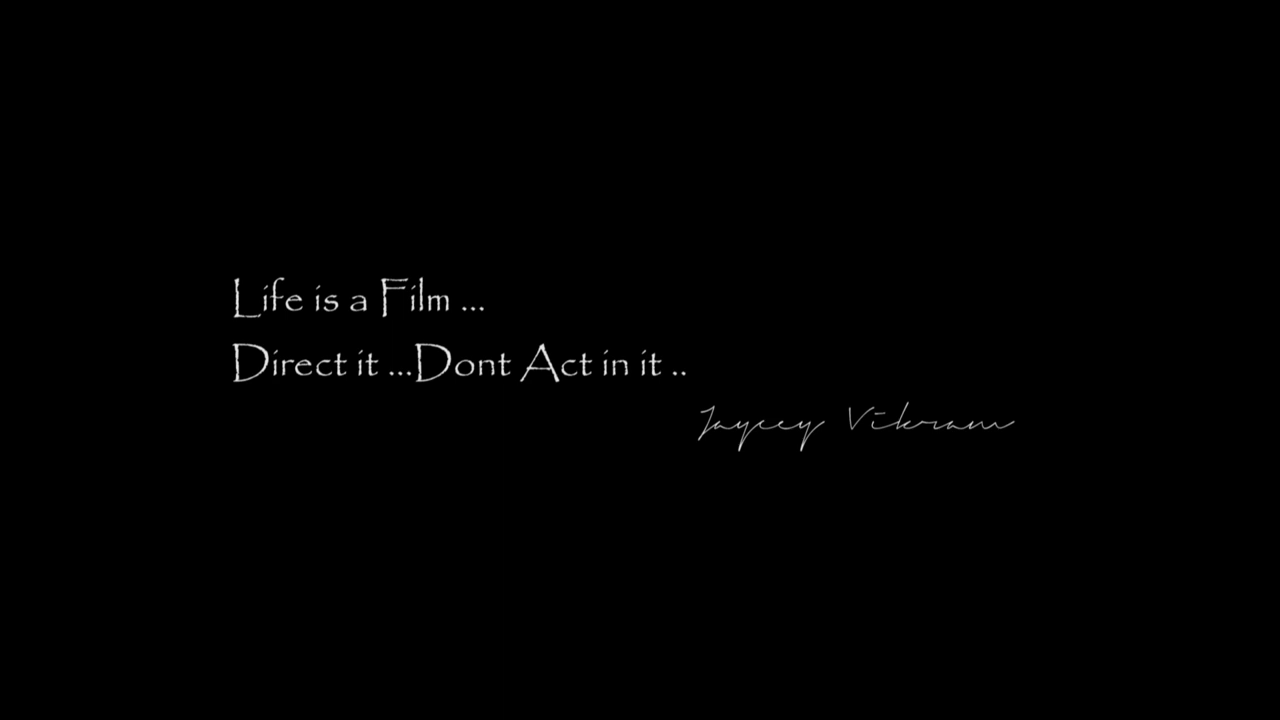 Life is a Film ...
Direct it ...Dont Act in it ..
Jaycey Vikram